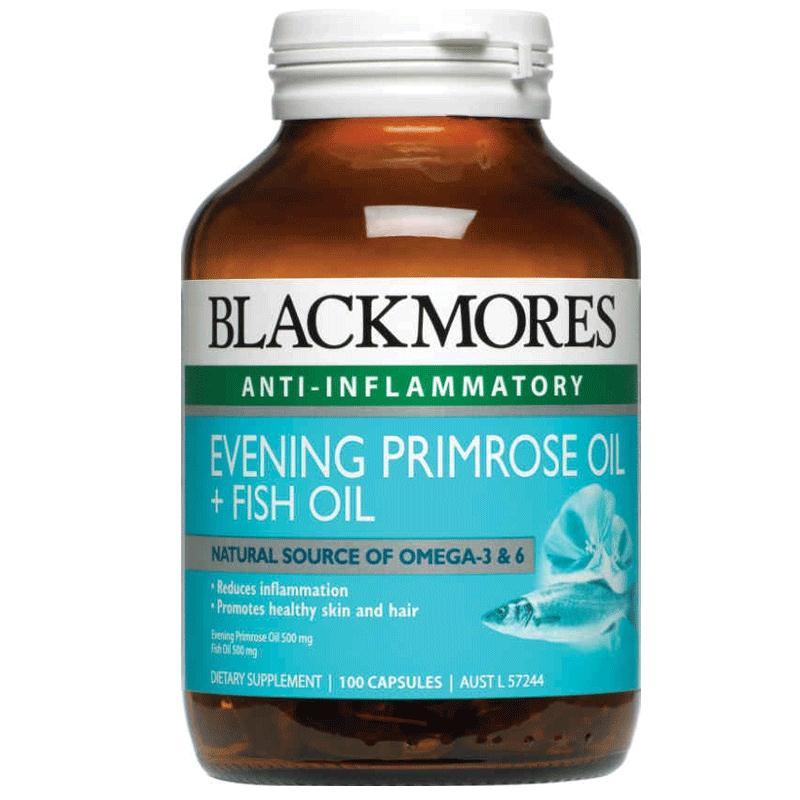 BLACKMORES
ANTI-INFLAMMATORY
EVENING PRIMROSE OIL
+ FISH OIL
NATURAL SOURCE OF OMEGA-3 & 6
• Reduces inflammation
• Promotes healthy skin and hair
Evening Primrose Oil 500 mg
Fish Oil 500 mg
DIETARY SUPPLEMENT | 100 CAPSULES | AUST L 57244